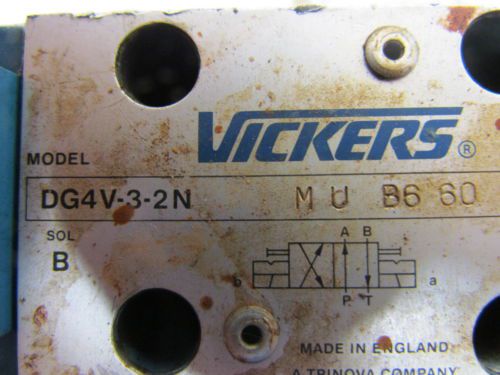 VICKERS®
MODEL
DG4V-3-2N M U B6 60
SOL
B
A B
b a
P T
MADE IN ENGLAND
A TRINOVA COMPANY